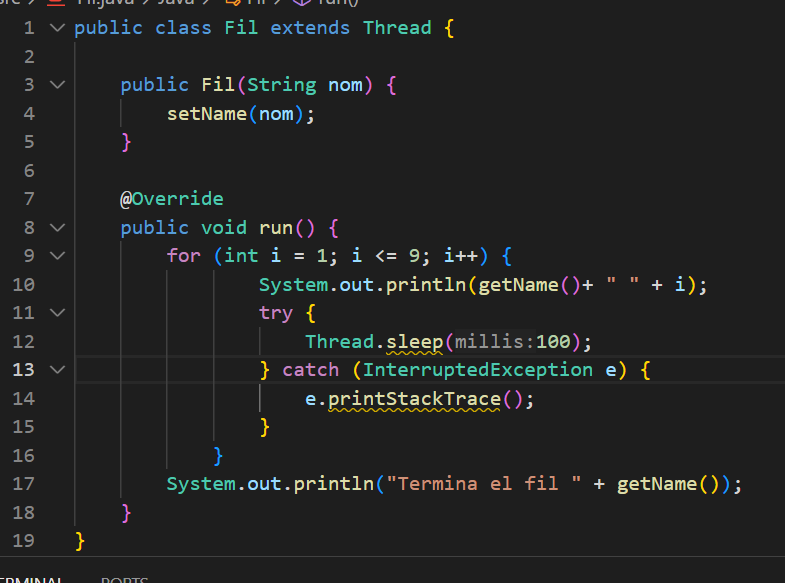 Fil.java > Java > Fil > run()
1 public class Fil extends Thread {
2
3 public Fil(String nom) {
4 setName(nom);
5 }
6
7 @Override
8 public void run() {
9 for (int i = 1; i <= 9; i++) {
10 System.out.println(getName()+ " " + i);
11 try {
12 Thread.sleep(millis:100);
13 } catch (InterruptedException e) {
14 e.printStackTrace();
15 }
16 }
17 System.out.println("Termina el fil " + getName());
18 }
19 }
TERMINAL PORTS